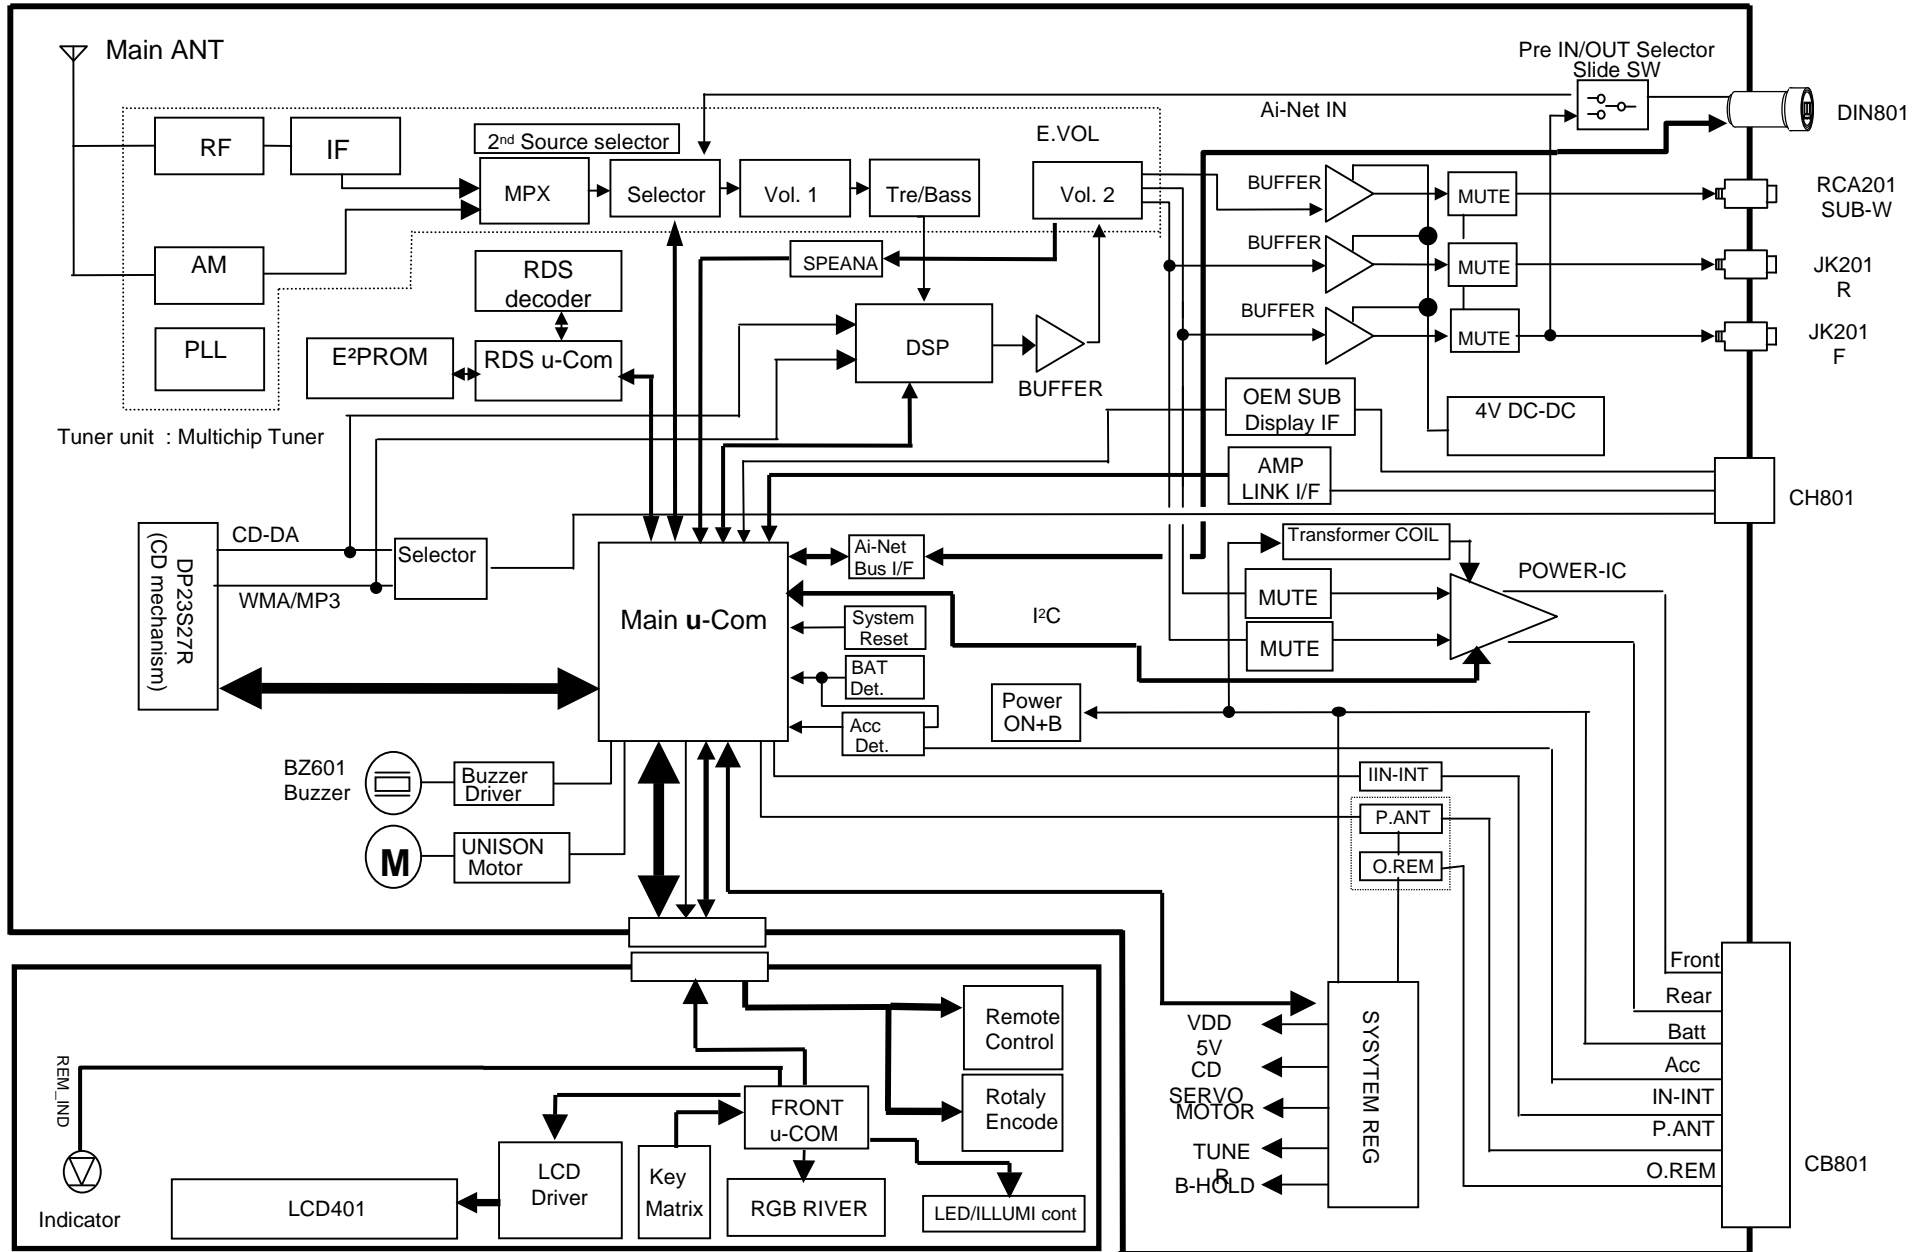 Main ANT
Pre IN/OUT Selector
Slide SW
Ai-Net IN
DIN801
RF
IF
2nd Source selector
E.VOL
MPX
Selector
Vol. 1
Tre/Bass
Vol. 2
BUFFER
MUTE
RCA201
SUB-W
AM
RDS
decoder
SPEANA
BUFFER
MUTE
JK201
R
PLL
E²PROM
RDS u-Com
DSP
BUFFER
BUFFER
MUTE
JK201
F
Tuner unit : Multichip Tuner
OEM SUB
Display IF
4V DC-DC
AMP
LINK I/F
CH801
DP23S27R
(CD mechanism)
CD-DA
WMA/MP3
Selector
Main u-Com
Ai-Net
Bus I/F
System
Reset
BAT
Det.
Acc
Det.
I²C
Transformer COIL
POWER-IC
MUTE
MUTE
Power
ON+B
BZ601
Buzzer
Buzzer
Driver
M
UNISON
Motor
IIN-INT
P.ANT
O.REM
Front
Rear
Batt
Acc
IN-INT
P.ANT
O.REM
CB801
VDD
5V
CD
SERVO
MOTOR
TUNE
R
B-HOLD
SYSYTEM REG
Remote
Control
Rotaly
Encode
REM_IND
Indicator
LCD401
LCD
Driver
Key
Matrix
FRONT
u-COM
RGB RIVER
LED/ILLUMI cont